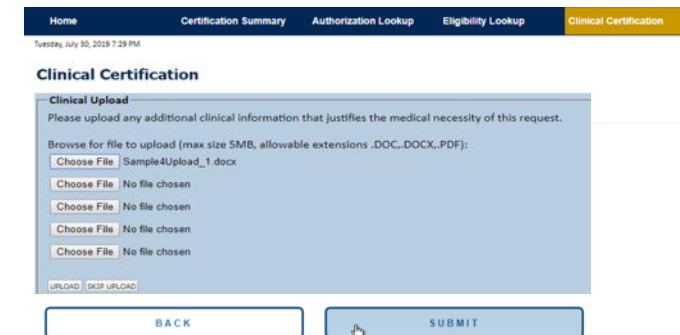 Home Certification Summary Authorization Lookup Eligibility Lookup Clinical Certification
Tuesday, July 30, 2019 7:29 PM
Clinical Certification
Clinical Upload
Please upload any additional clinical information that justifies the medical necessity of this request.
Browse for file to upload (max size 5MB, allowable extensions .DOC,.DOCX,.PDF):
Choose File Sample4Upload_1.docx
Choose File No file chosen
Choose File No file chosen
Choose File No file chosen
Choose File No file chosen
UPLOAD SKIP UPLOAD
BACK SUBMIT